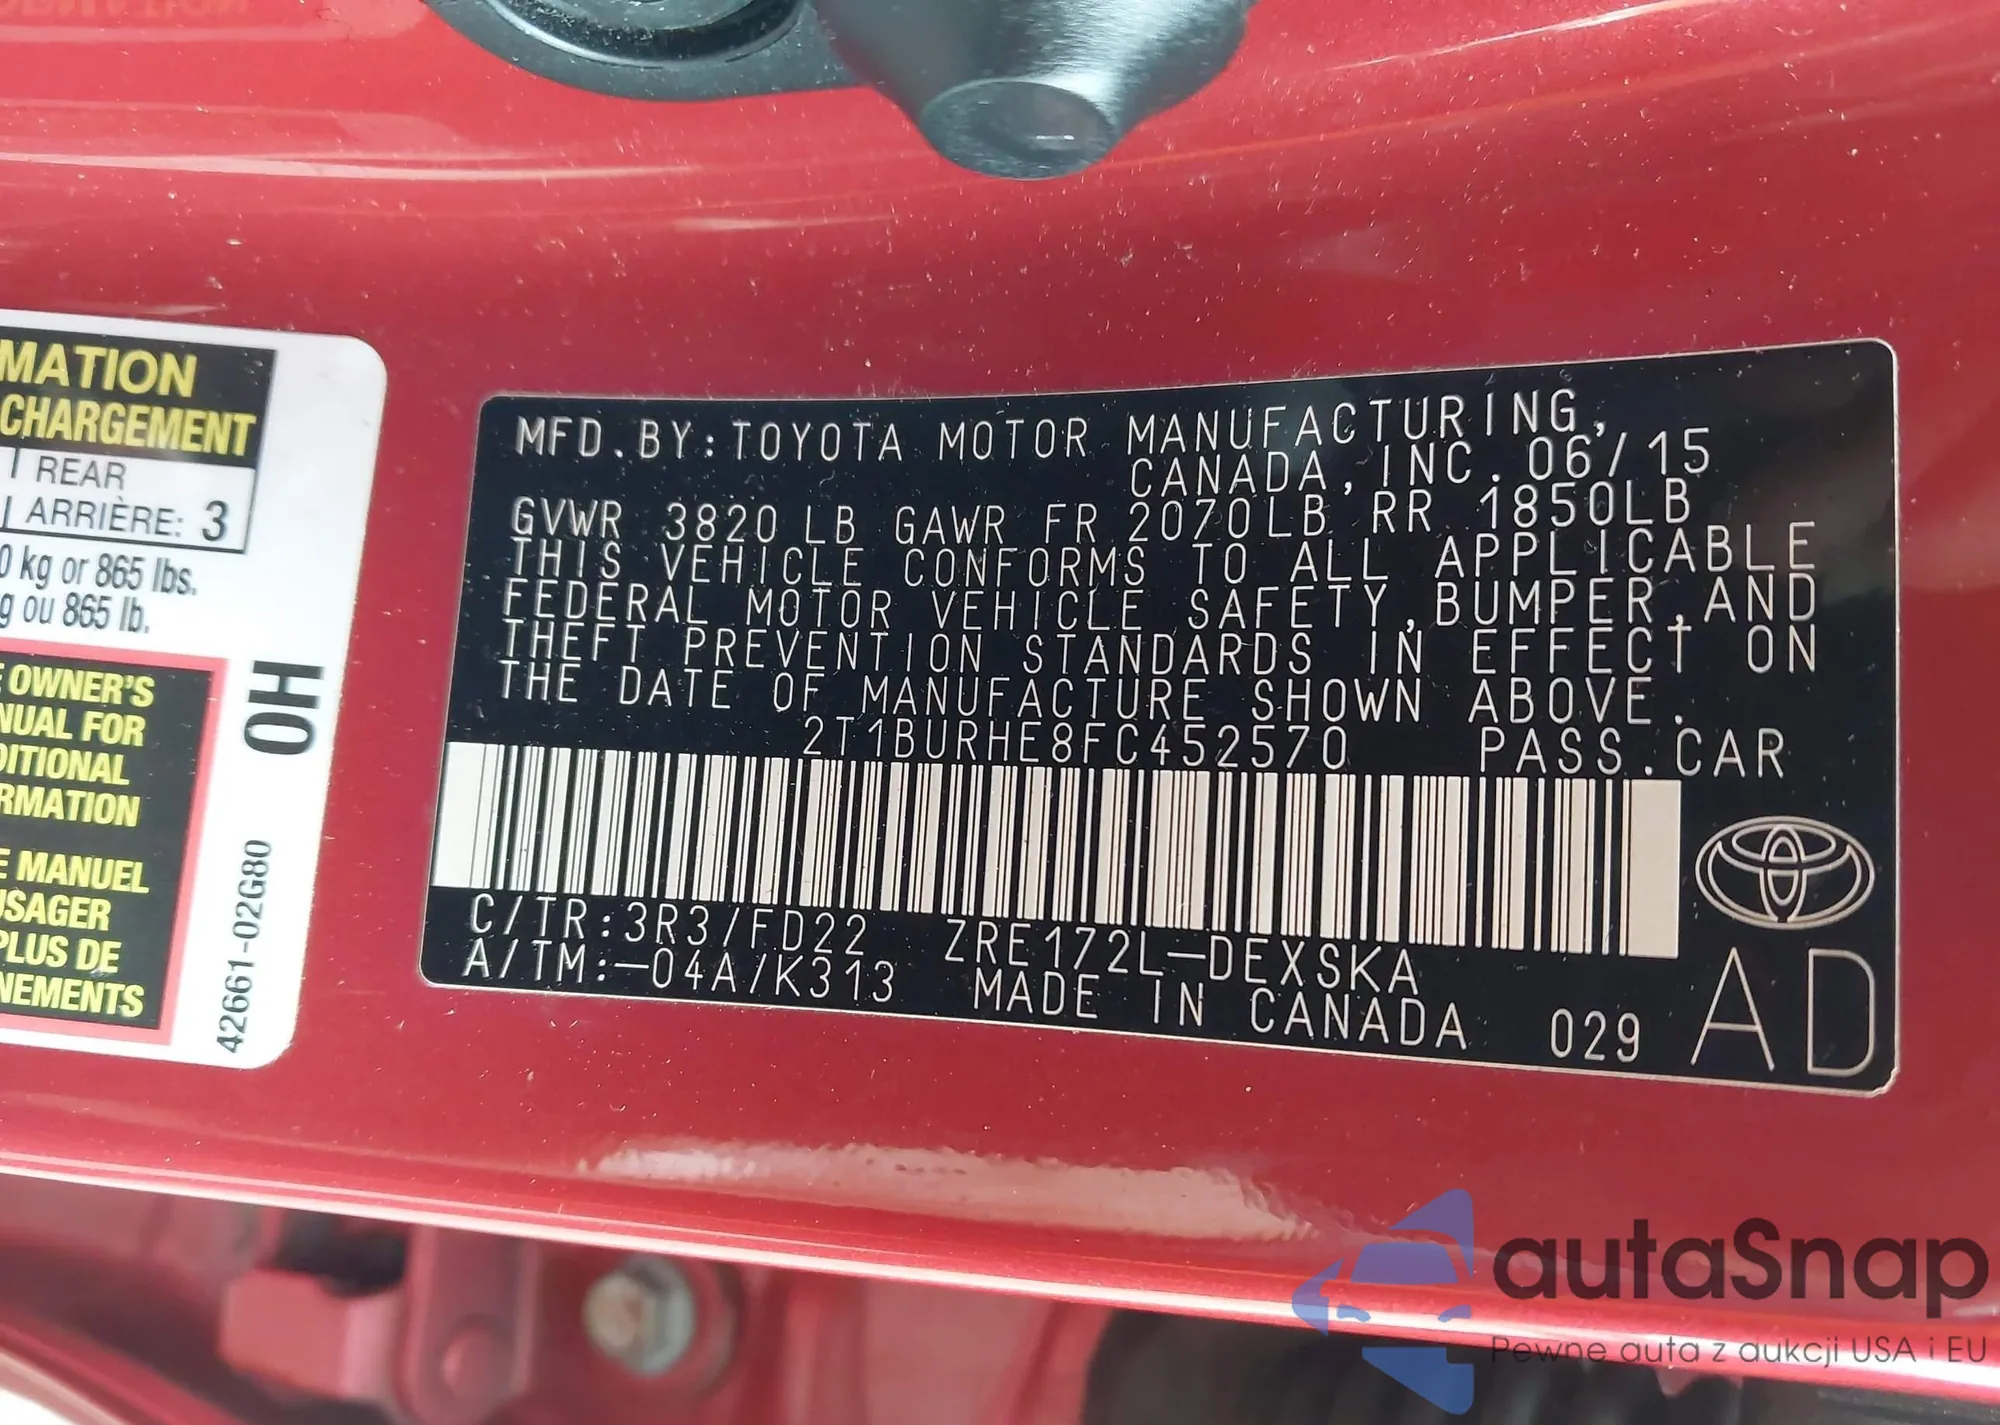 MATION
CHARGEMENT
REAR
ARRIÈRE: 3
0 kg or 865 lbs.
g ou 865 lb.
E OWNER'S
NUAL FOR
DITIONAL
RMATION
E MANUEL
USAGER
PLUS DE
NEMENTS
0H
42661-02G80
MFD.BY:TOYOTA MOTOR MANUFACTURING,
CANADA,INC.06/15
GVWR 3820 LB GAWR FR 2070LB RR 1850LB
THIS VEHICLE CONFORMS TO ALL APPLICABLE
FEDERAL MOTOR VEHICLE SAFETY,BUMPER,AND
THEFT PREVENTION STANDARDS IN EFFECT ON
THE DATE OF MANUFACTURE SHOWN ABOVE.
2T1BURHE8FC452570 PASS.CAR
C/TR:3R3/FD22 ZRE172L-DEXSKA
A/TM:-04A/K313 MADE IN CANADA 029 AD
autaSnap
Pewne auta z aukcji USA i EU